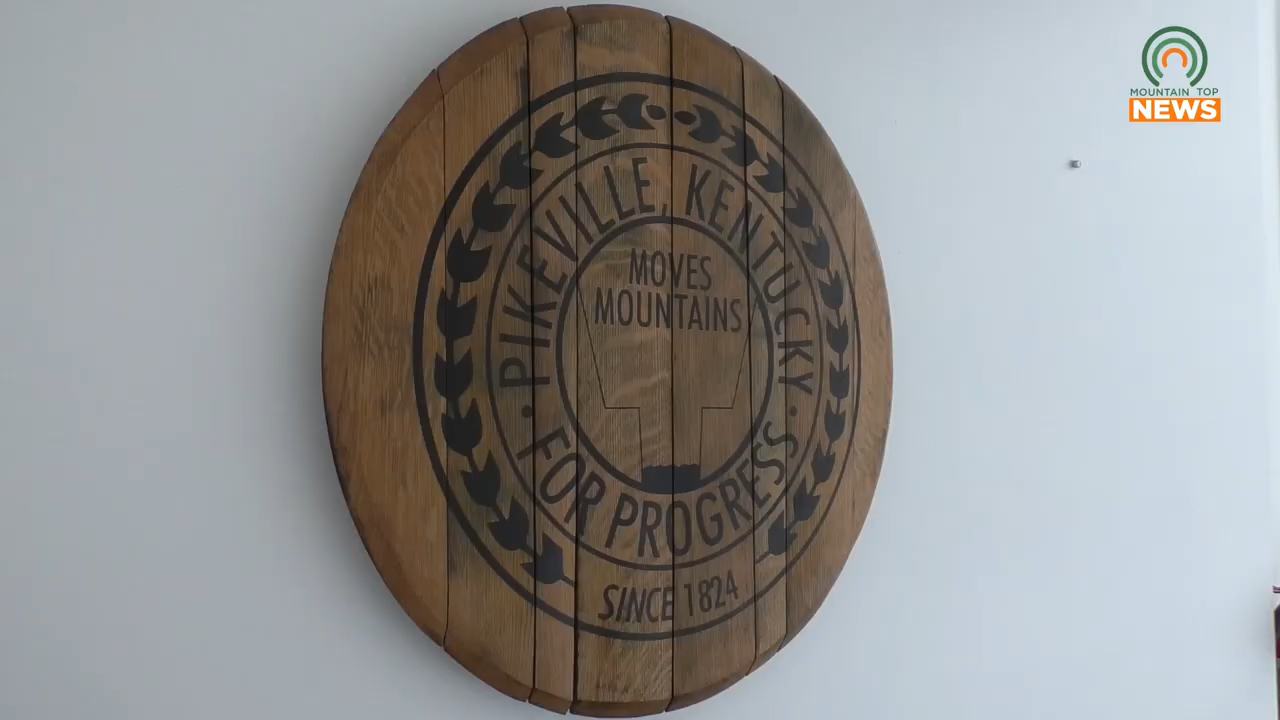 MOUNTAIN TOP
NEWS
PIKEVILLE, KENTUCKY
MOVES
MOUNTAINS
FOR PROGRESS
SINCE 1824